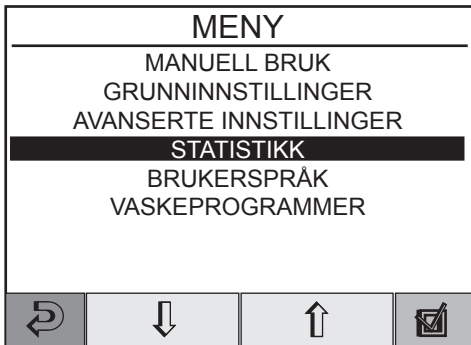 MENY
MANUELL BRUK
GRUNNINNSTILLINGER
AVANSERTE INNSTILLINGER
STATISTIKK
BRUKERSPRÅK
VASKEPROGRAMMER